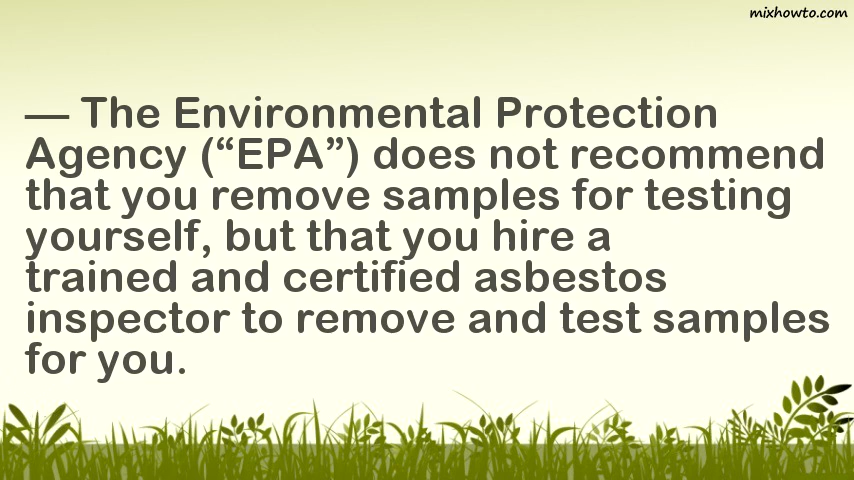 mixhowto.com
— The Environmental Protection
Agency (“EPA”) does not recommend
that you remove samples for testing
yourself, but that you hire a
trained and certified asbestos
inspector to remove and test samples
for you.